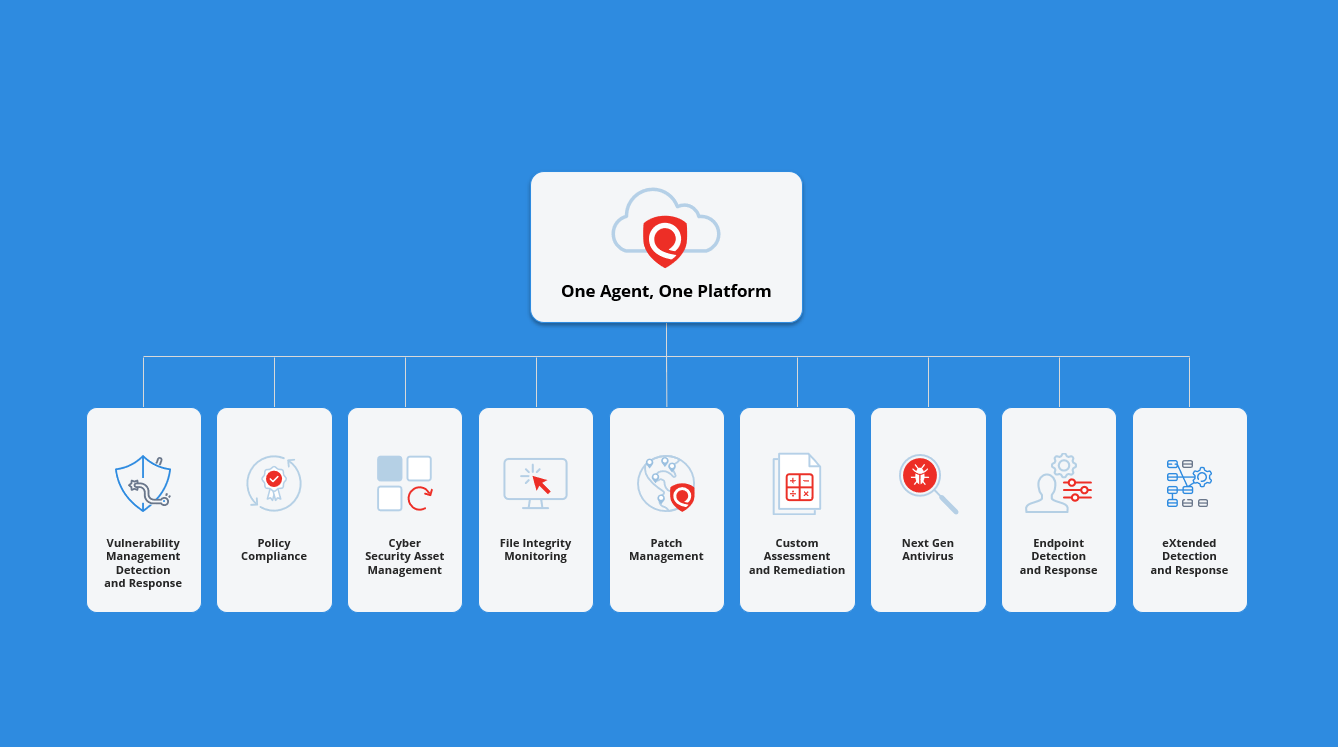 One Agent, One Platform
Vulnerability
Management
Detection
and Response
Policy
Compliance
Cyber
Security Asset
Management
File Integrity
Monitoring
Patch
Management
Custom
Assessment
and Remediation
Next Gen
Antivirus
Endpoint
Detection
and Response
eXtended
Detection
and Response